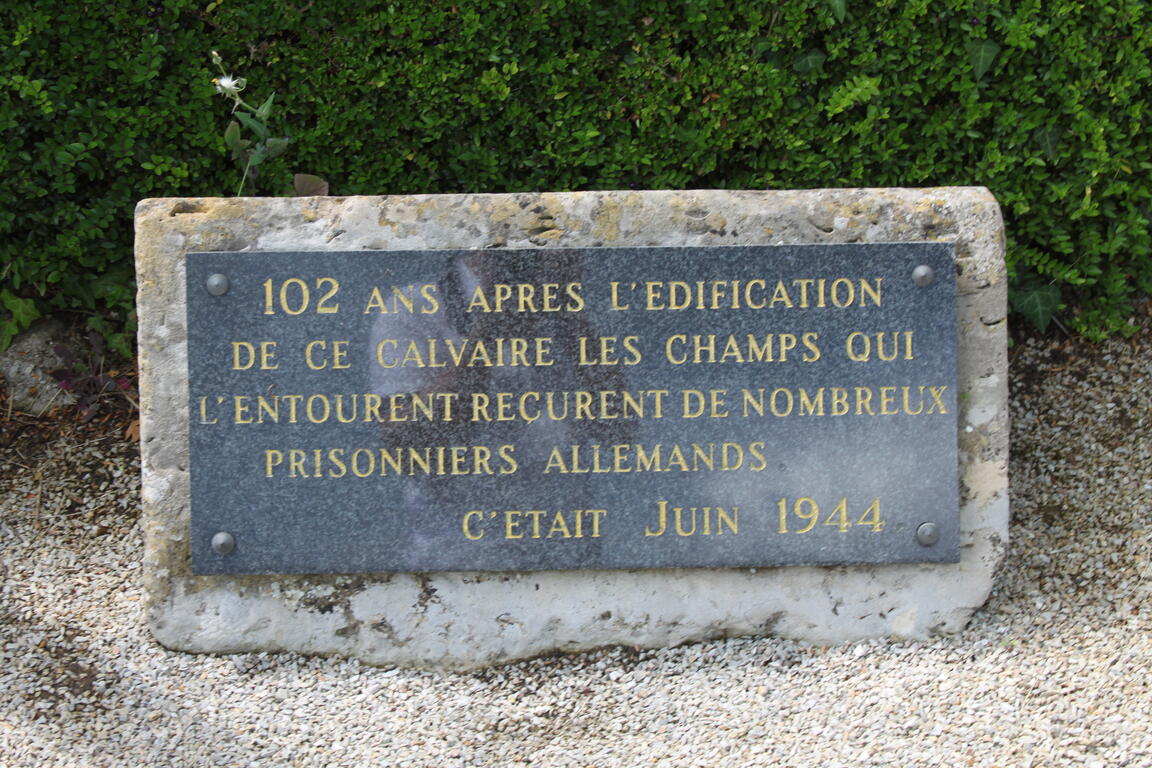 102 ANS APRES L'EDIFICATION
DE CE CALVAIRE LES CHAMPS QUI
L'ENTOURENT REÇURENT DE NOMBREUX
PRISONNIERS ALLEMANDS
C'ETAIT JUIN 1944